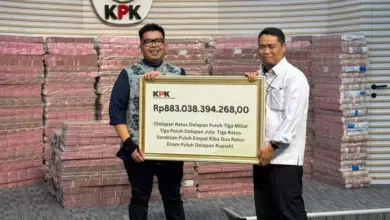 KPK
KPK
Rp883.038.394.268,00
(Delapan Ratus Delapan Puluh Tiga Miliar
Tiga Puluh Delapan Juta Tiga Ratus
Sembilan Puluh Empat Ribu Dua Ratus
Enam Puluh Delapan Rupiah)